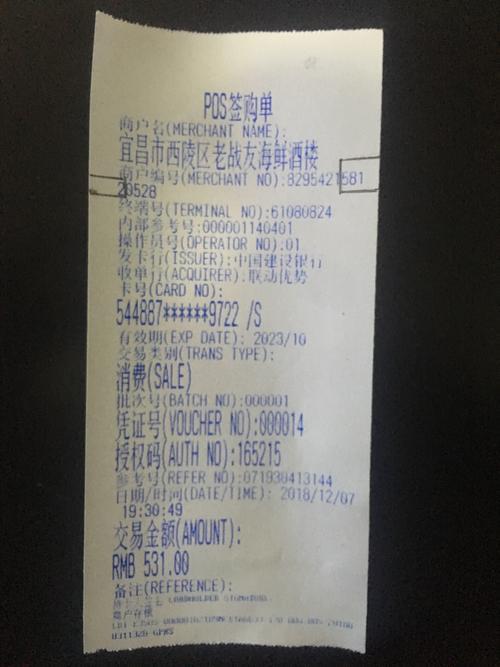 POS签购单
商户名(MERCHANT NAME):
宜昌市西陵区老战友海鲜酒楼
商户编号(MERCHANT NO):8295421581
20528
终端号(TERMINAL NO):61080824
内部参考号:000001140401
操作员号(OPERATOR NO):01
发卡行(ISSUER):中国建设银行
收单行(ACQUIRER):联动优势
卡号(CARD NO):
544887******9722 /S
有效期(EXP DATE): 2023/10
交易类别(TRANS TYPE):
消费(SALE)
批次号(BATCH NO):000001
凭证号(VOUCHER NO):000014
授权码(AUTH NO):165215
参考号(REFER NO):071930413144
日期/时间(DATE/TIME): 2018/12/07
19:30:49
交易金额(AMOUNT):
RMB 531.00
备注(REFERENCE):
CARDHOLDER SIGNATURE
商户存根